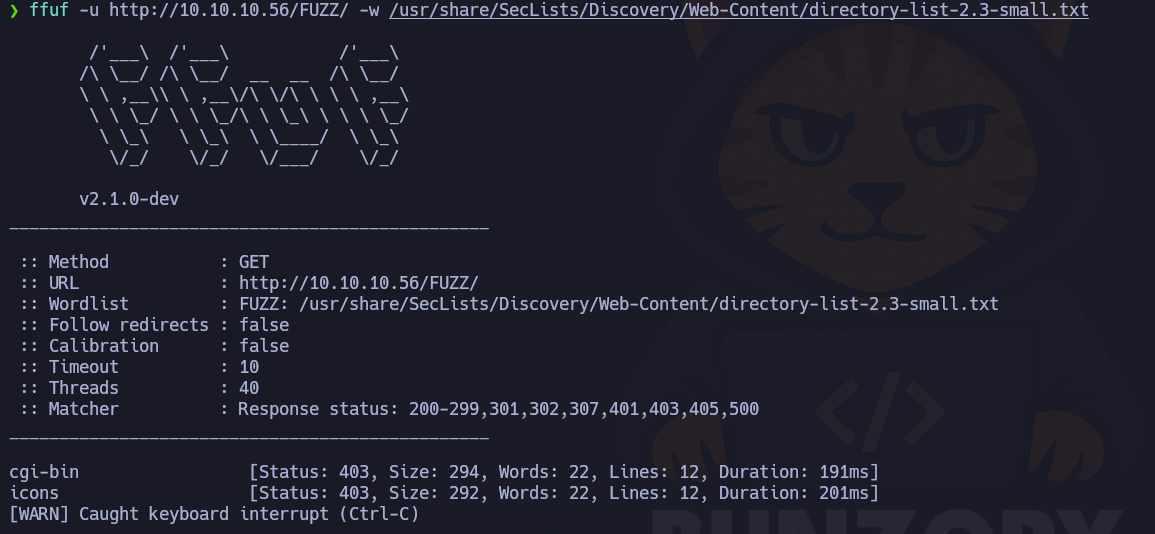 ❯ ffuf -u http://10.10.10.56/FUZZ/ -w /usr/share/SecLists/Discovery/Web-Content/directory-list-2.3-small.txt
/'___\  /'___\           /'___\
/\ \__/ /\ \__/  __  __  /\ \__/
\ \ ,__\\ \ ,__\/\ \/\ \ \ \ ,__\
\ \ \_/ \ \ \_/\ \ \_\ \ \ \ \_/
\ \_\   \ \_\  \ \____/  \ \_\
\/_/    \/_/   \/___/    \/_/
v2.1.0-dev
________________________________________________
:: Method           : GET
:: URL              : http://10.10.10.56/FUZZ/
:: Wordlist         : FUZZ: /usr/share/SecLists/Discovery/Web-Content/directory-list-2.3-small.txt
:: Follow redirects : false
:: Calibration      : false
:: Timeout          : 10
:: Threads          : 40
:: Matcher          : Response status: 200-299,301,302,307,401,403,405,500
________________________________________________
cgi-bin                 [Status: 403, Size: 294, Words: 22, Lines: 12, Duration: 191ms]
icons                   [Status: 403, Size: 292, Words: 22, Lines: 12, Duration: 201ms]
[WARN] Caught keyboard interrupt (Ctrl-C)